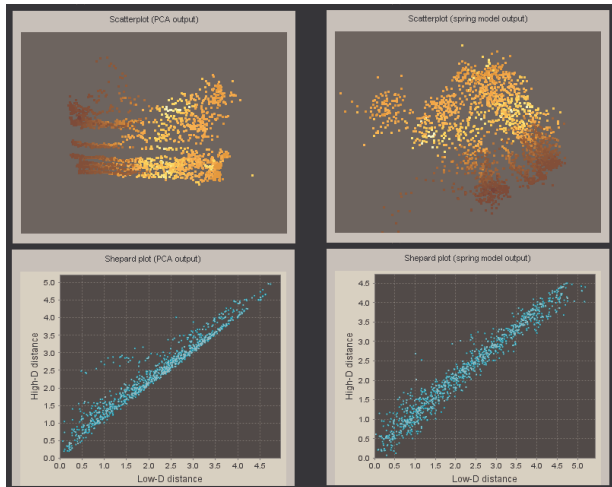 Scatterplot (PCA output)
Scatterplot (spring model output)
Shepard plot (PCA output)
5.0
4.5
4.0
3.5
3.0
2.5
2.0
1.5
1.0
0.5
0.0
High-D distance
0.0 0.5 1.0 1.5 2.0 2.5 3.0 3.5 4.0 4.5
Low-D distance
Shepard plot (spring model output)
4.5
4.0
3.5
3.0
2.5
2.0
1.5
1.0
0.5
0.0
High-D distance
0.0 0.5 1.0 1.5 2.0 2.5 3.0 3.5 4.0 4.5 5.0
Low-D distance